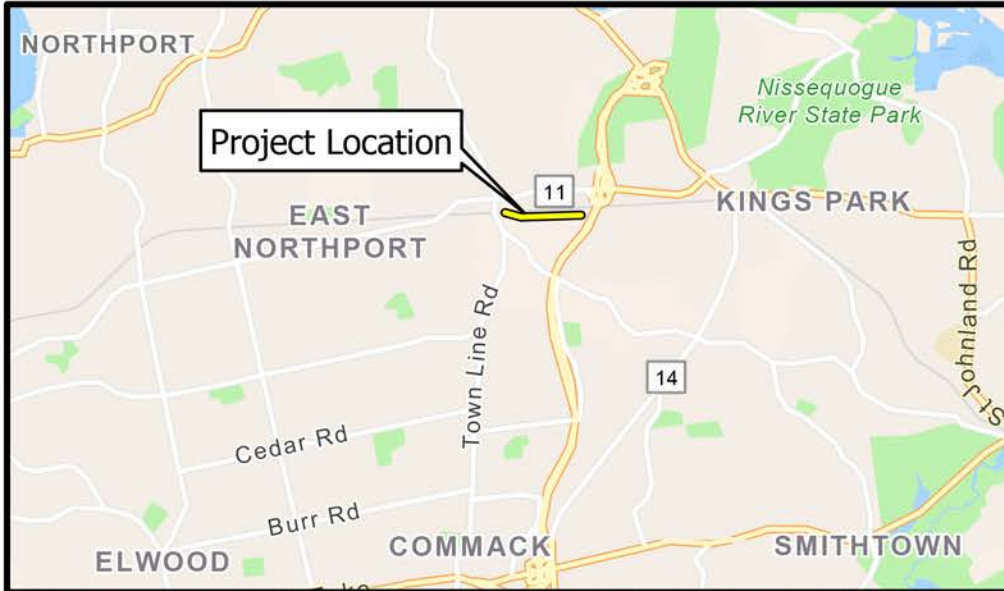 NORTHPORT
Nissequogue
River State Park
Project Location
11
KINGS PARK
EAST
NORTHPORT
Town Line Rd
14
St Johnland Rd
Cedar Rd
Burr Rd
ELWOOD
COMMACK
SMITHTOWN